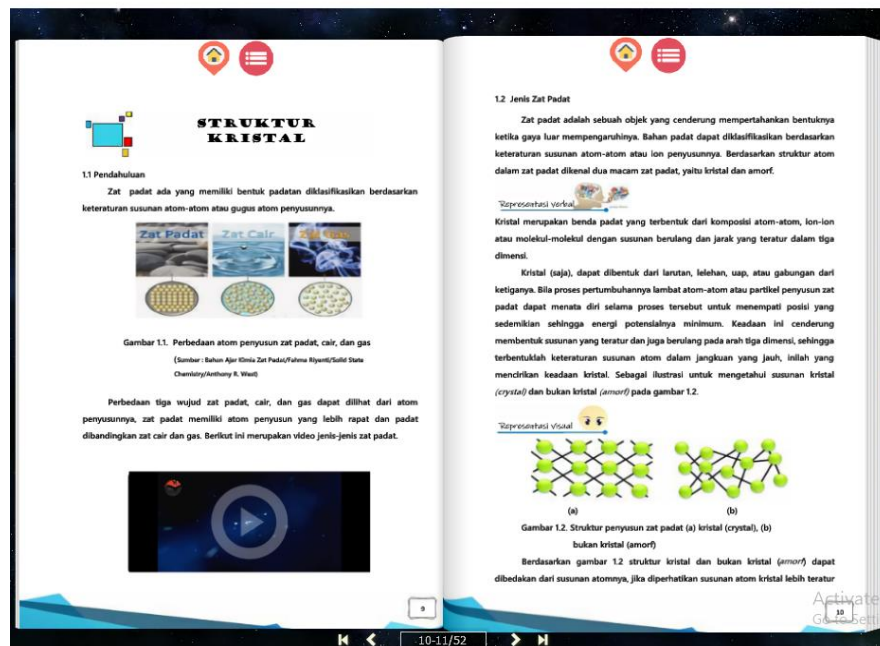 STRUKTUR
KRISTAL
1.1 Pendahuluan
Zat padat ada yang memiliki bentuk padatan diklasifikasikan berdasarkan
keteraturan susunan atom-atom atau gugus atom penyusunnya.
Zat Padat
Zat Cair
Zat Gas
Gambar 1.1. Perbedaan atom penyusun zat padat, cair, dan gas
(Sumber : Bahan Ajar Kimia Zat Padat/Fahma Riyanti/Solid State
Chemistry/Anthony R. West)
Perbedaan tiga wujud zat padat, cair, dan gas dapat dilihat dari atom
penyusunnya, zat padat memiliki atom penyusun yang lebih rapat dan padat
dibandingkan zat cair dan gas. Berikut ini merupakan video jenis-jenis zat padat.
9
1.2 Jenis Zat Padat
Zat padat adalah sebuah objek yang cenderung mempertahankan bentuknya
ketika gaya luar mempengaruhinya. Bahan padat dapat diklasifikasikan berdasarkan
keteraturan susunan atom-atom atau ion penyusunnya. Berdasarkan struktur atom
dalam zat padat dikenal dua macam zat padat, yaitu kristal dan amorf.
Representasi verbal
Kristal merupakan benda padat yang terbentuk dari komposisi atom-atom, ion-ion
atau molekul-molekul dengan susunan berulang dan jarak yang teratur dalam tiga
dimensi.
Kristal (saja), dapat dibentuk dari larutan, lelehan, uap, atau gabungan dari
ketiganya. Bila proses pertumbuhannya lambat atom-atom atau partikel penyusun zat
padat dapat menata diri selama proses tersebut untuk menempati posisi yang
sedemikian sehingga energi potensialnya minimum. Keadaan ini cenderung
membentuk susunan yang teratur dan juga berulang pada arah tiga dimensi, sehingga
terbentuklah keteraturan susunan atom dalam jangkuan yang jauh, inilah yang
mencirikan keadaan kristal. Sebagai ilustrasi untuk mengetahui susunan kristal
(crystal) dan bukan kristal (amorf) pada gambar 1.2.
Representasi Visual
(a)
(b)
Gambar 1.2. Struktur penyusun zat padat (a) kristal (crystal), (b)
bukan kristal (amorf)
Berdasarkan gambar 1.2 struktur kristal dan bukan kristal (amorf) dapat
dibedakan dari susunan atomnya, jika diperhatikan susunan atom kristal lebih teratur
Activate
10
Go to Setti
10-11/52